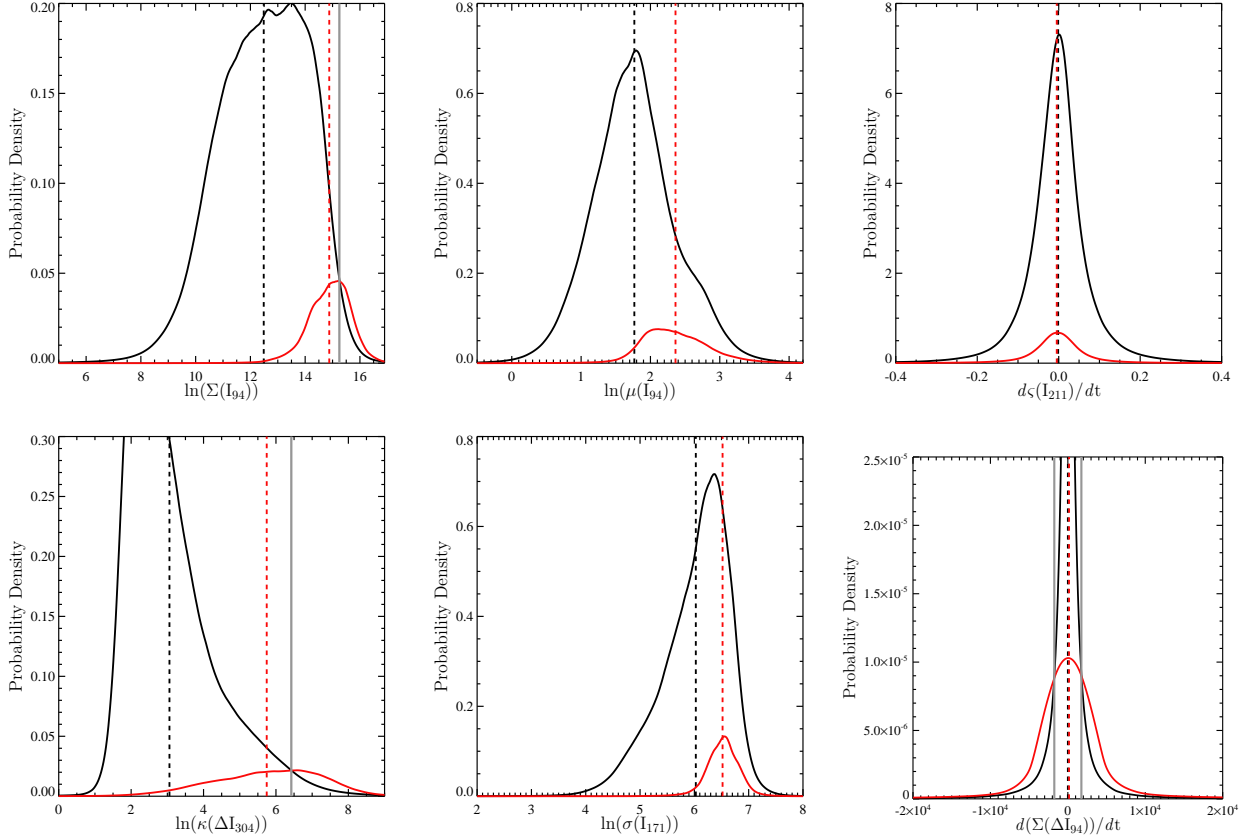 Probability Density
0.20
0.15
0.10
0.05
0.00
6 8 10 12 14 16
ln(Σ(I₉₄))
Probability Density
0.8
0.6
0.4
0.2
0.0
0 1 2 3 4
ln(μ(I₉₄))
Probability Density
8
6
4
2
0
-0.4 -0.2 0.0 0.2 0.4
dς(I₂₁₁)/dt
Probability Density
0.30
0.25
0.20
0.15
0.10
0.05
0.00
0 2 4 6 8
ln(κ(ΔI₃₀₄))
Probability Density
0.8
0.6
0.4
0.2
0.0
2 3 4 5 6 7 8
ln(σ(I₁₇₁))
Probability Density
2.5×10⁻⁵
2.0×10⁻⁵
1.5×10⁻⁵
1.0×10⁻⁵
5.0×10⁻⁶
0
-2×10⁴ -1×10⁴ 0 1×10⁴ 2×10⁴
d(Σ(ΔI₉₄))/dt